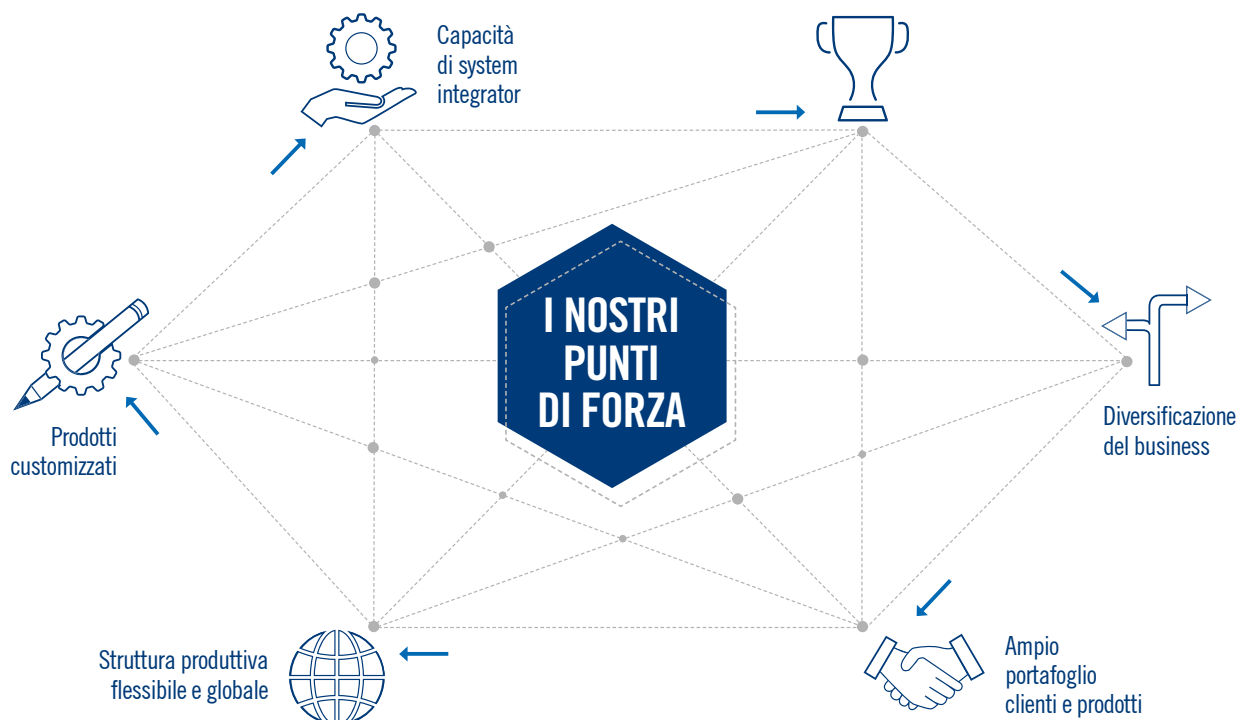 Capacità
di system
integrator
I NOSTRI
PUNTI
DI FORZA
Diversificazione
del business
Prodotti
customizzati
Struttura produttiva
flessibile e globale
Ampio
portafoglio
clienti e prodotti